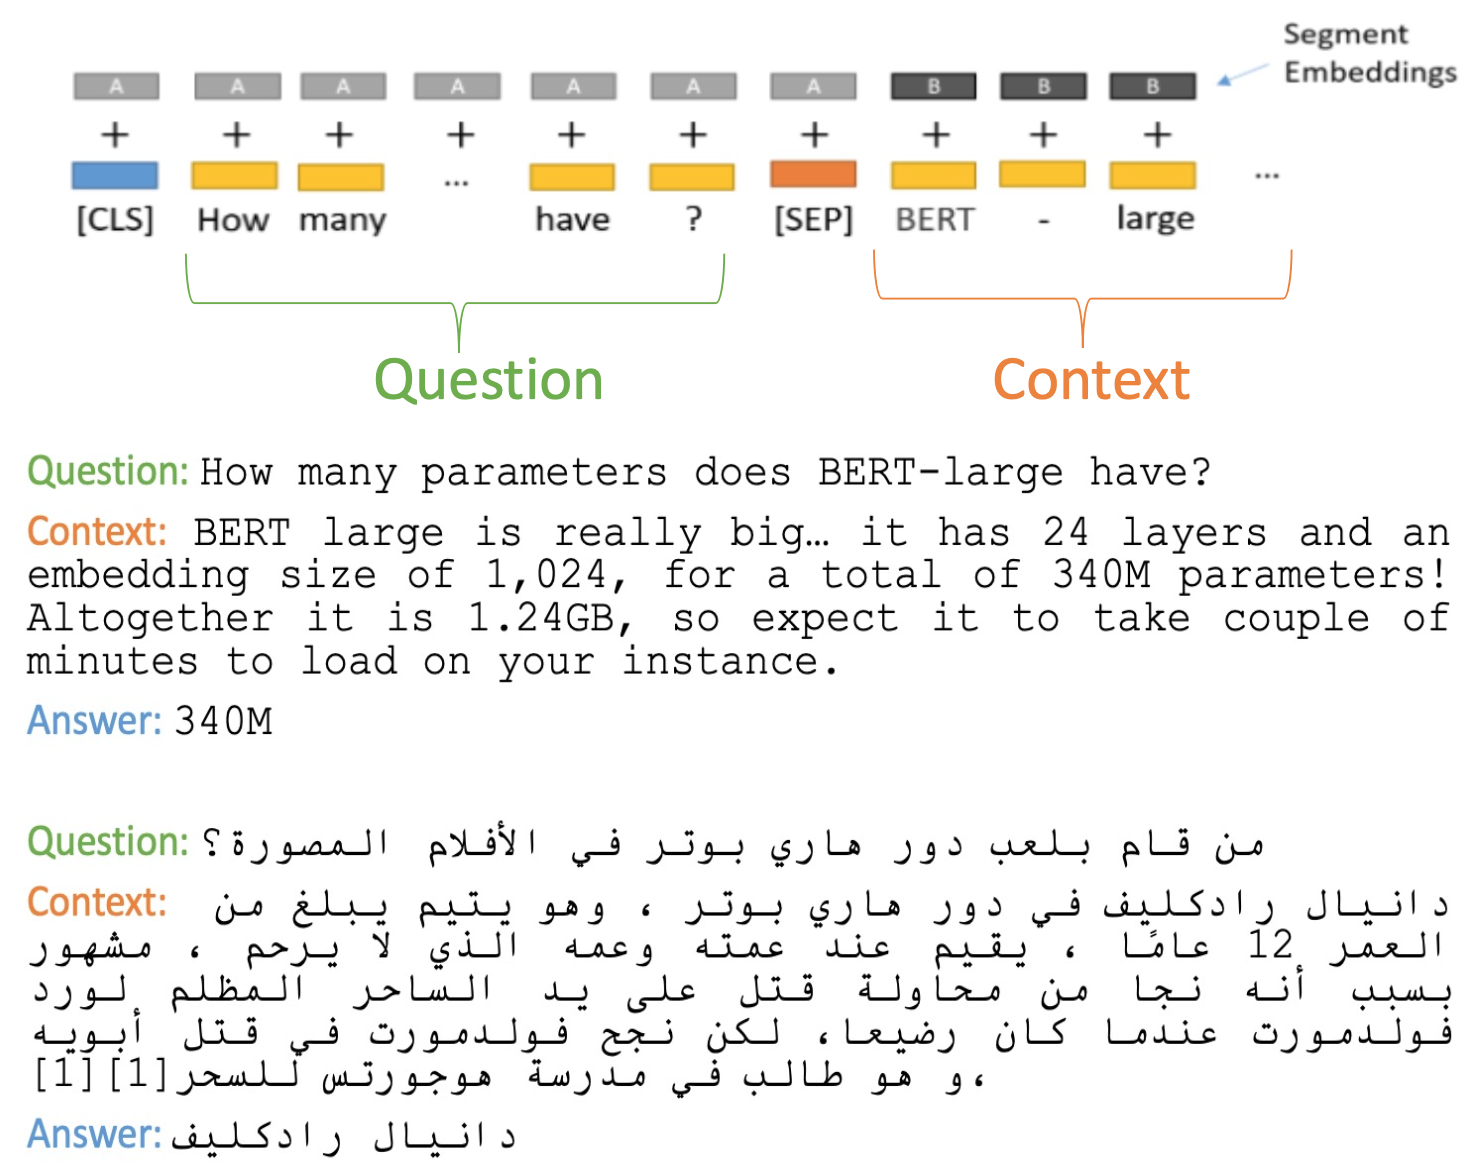 Segment
Embeddings
A A A A A A A B B B
+ + + + + + + + + +
... ...
[CLS] How many have ? [SEP] BERT - large
Question Context
Question: How many parameters does BERT-large have?
Context: BERT large is really big… it has 24 layers and an
embedding size of 1,024, for a total of 340M parameters!
Altogether it is 1.24GB, so expect it to take couple of
minutes to load on your instance.
Answer: 340M
Question: من قام بلعب دور هاري بوتر في الأفلام المصورة؟
Context: دانيال رادكليف في دور هاري بوتر ، وهو يتيم يبلغ من
العمر 12 عامًا ، يقيم عند عمته وعمه الذي لا يرحم ، مشهور
بسبب أنه نجا من محاولة قتل على يد الساحر المظلم لورد
فولدمورت عندما كان رضيعا، لكن نجح فولدمورت في قتل أبويه
،و هو طالب في مدرسة هوجورتس للسحر[1][1]
Answer: دانيال رادكليف